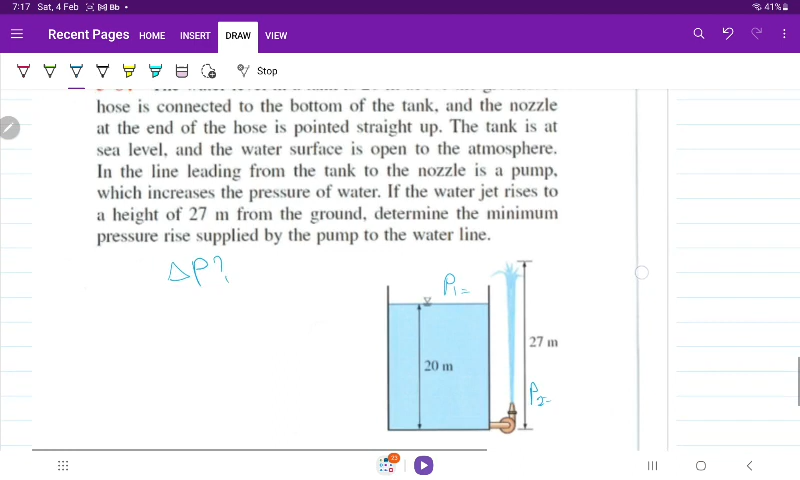 7:17 Sat, 4 Feb
41%
Recent Pages HOME INSERT DRAW VIEW
Stop
hose is connected to the bottom of the tank, and the nozzle
at the end of the hose is pointed straight up. The tank is at
sea level, and the water surface is open to the atmosphere.
In the line leading from the tank to the nozzle is a pump,
which increases the pressure of water. If the water jet rises to
a height of 27 m from the ground, determine the minimum
pressure rise supplied by the pump to the water line.
ΔP?
P1=
27 m
20 m
P2=
23